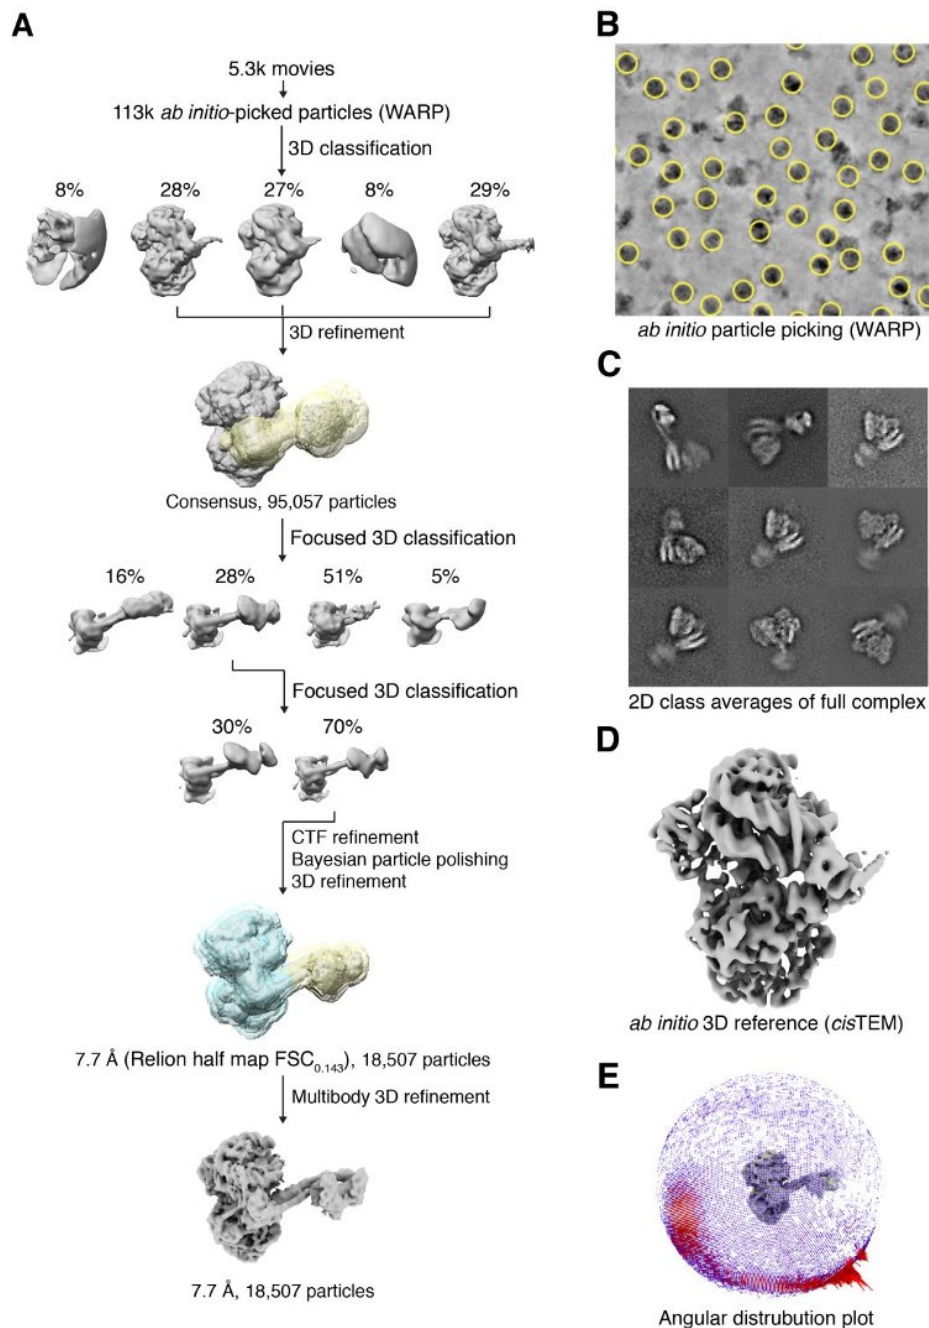 A
5.3k movies
113k ab initio-picked particles (WARP)
3D classification
8%
28%
27%
8%
29%
3D refinement
Consensus, 95,057 particles
Focused 3D classification
16%
28%
51%
5%
Focused 3D classification
30%
70%
CTF refinement
Bayesian particle polishing
3D refinement
7.7 Å (Relion half map FSC0.143), 18,507 particles
Multibody 3D refinement
7.7 Å, 18,507 particles
B
ab initio particle picking (WARP)
C
2D class averages of full complex
D
ab initio 3D reference (cisTEM)
E
Angular distrubution plot